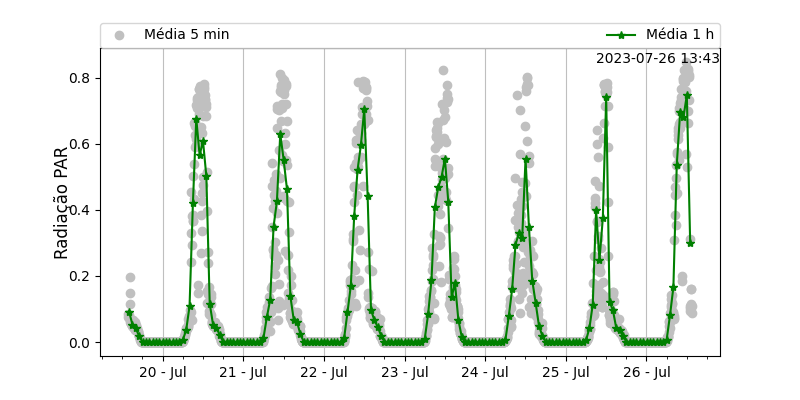 Média 5 min
Média 1 h
2023-07-26 13:43
Radiação PAR
0.8
0.6
0.4
0.2
0.0
20 - Jul
21 - Jul
22 - Jul
23 - Jul
24 - Jul
25 - Jul
26 - Jul